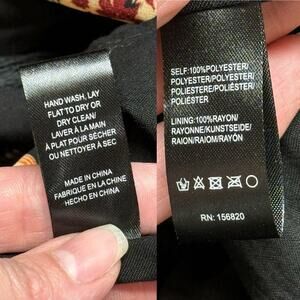 HAND WASH, LAY
FLAT TO DRY OR
DRY CLEAN/
LAVER À LA MAIN
À PLAT POUR SÉCHER
OU NETTOYER À SEC
MADE IN CHINA
FABRIQUE EN LA CHINE
HECHO EN CHINA
SELF:100%POLYESTER/
POLYESTER/POLYESTER/
POLIESTERE/POLIÉSTER/
POLIÉSTER
LINING:100%RAYON/
RAYONNE/KUNSTSEIDE/
RAION/RAIOM/RAYÓN/
RN: 156820